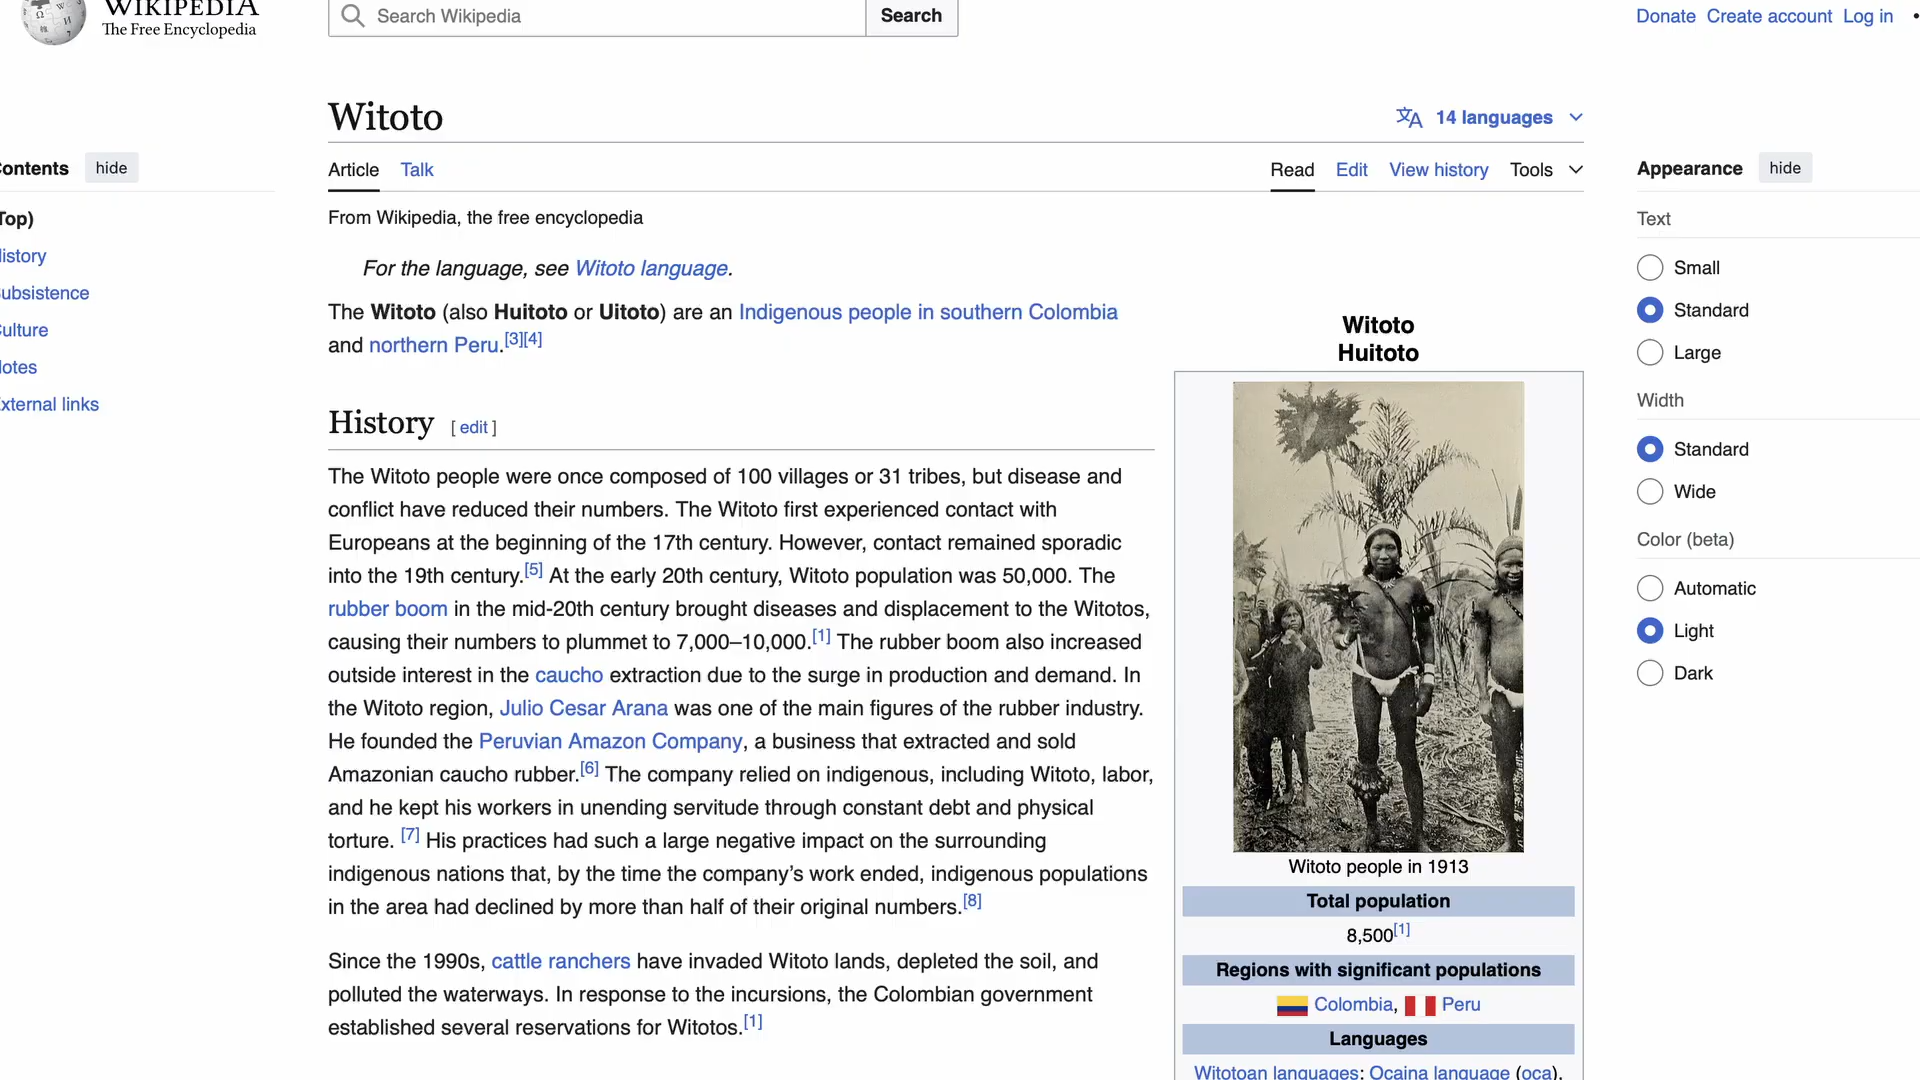 WIKIPEDIA
The Free Encyclopedia
Search Wikipedia
Search
Donate Create account Log in
Witoto
14 languages
Contents hide
(Top)
History
Subsistence
Culture
Notes
External links
Article Talk
Read Edit View history Tools
From Wikipedia, the free encyclopedia
For the language, see Witoto language.
The Witoto (also Huitoto or Uitoto) are an Indigenous people in southern Colombia
and northern Peru.[3][4]
History [ edit ]
The Witoto people were once composed of 100 villages or 31 tribes, but disease and
conflict have reduced their numbers. The Witoto first experienced contact with
Europeans at the beginning of the 17th century. However, contact remained sporadic
into the 19th century.[5] At the early 20th century, Witoto population was 50,000. The
rubber boom in the mid-20th century brought diseases and displacement to the Witotos,
causing their numbers to plummet to 7,000–10,000.[1] The rubber boom also increased
outside interest in the caucho extraction due to the surge in production and demand. In
the Witoto region, Julio Cesar Arana was one of the main figures of the rubber industry.
He founded the Peruvian Amazon Company, a business that extracted and sold
Amazonian caucho rubber.[6] The company relied on indigenous, including Witoto, labor,
and he kept his workers in unending servitude through constant debt and physical
torture. [7] His practices had such a large negative impact on the surrounding
indigenous nations that, by the time the company's work ended, indigenous populations
in the area had declined by more than half of their original numbers.[8]
Since the 1990s, cattle ranchers have invaded Witoto lands, depleted the soil, and
polluted the waterways. In response to the incursions, the Colombian government
established several reservations for Witotos.[1]
Witoto
Huitoto
Witoto people in 1913
Total population
8,500[1]
Regions with significant populations
Colombia, Peru
Languages
Witotoan languages: Ocaina language (oca),
Appearance hide
Text
Small
Standard
Large
Width
Standard
Wide
Color (beta)
Automatic
Light
Dark